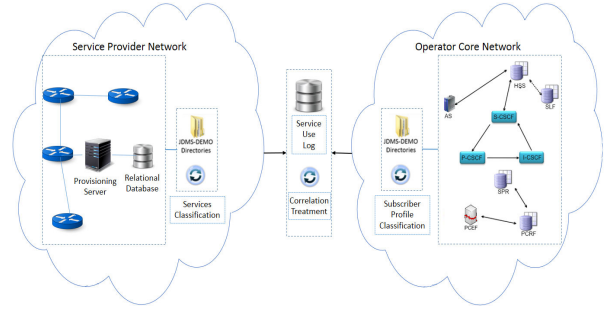 Service Provider Network
Operator Core Network
Provisioning
Server
Relational
Database
JDMS-DEMO
Directories
Services
Classification
Service
Use
Log
Correlation
Treatment
JDMS-DEMO
Directories
Subscriber
Profile
Classification
HSS
AS
SLF
S-CSCF
P-CSCF
I-CSCF
SPR
PCEF
PCRF